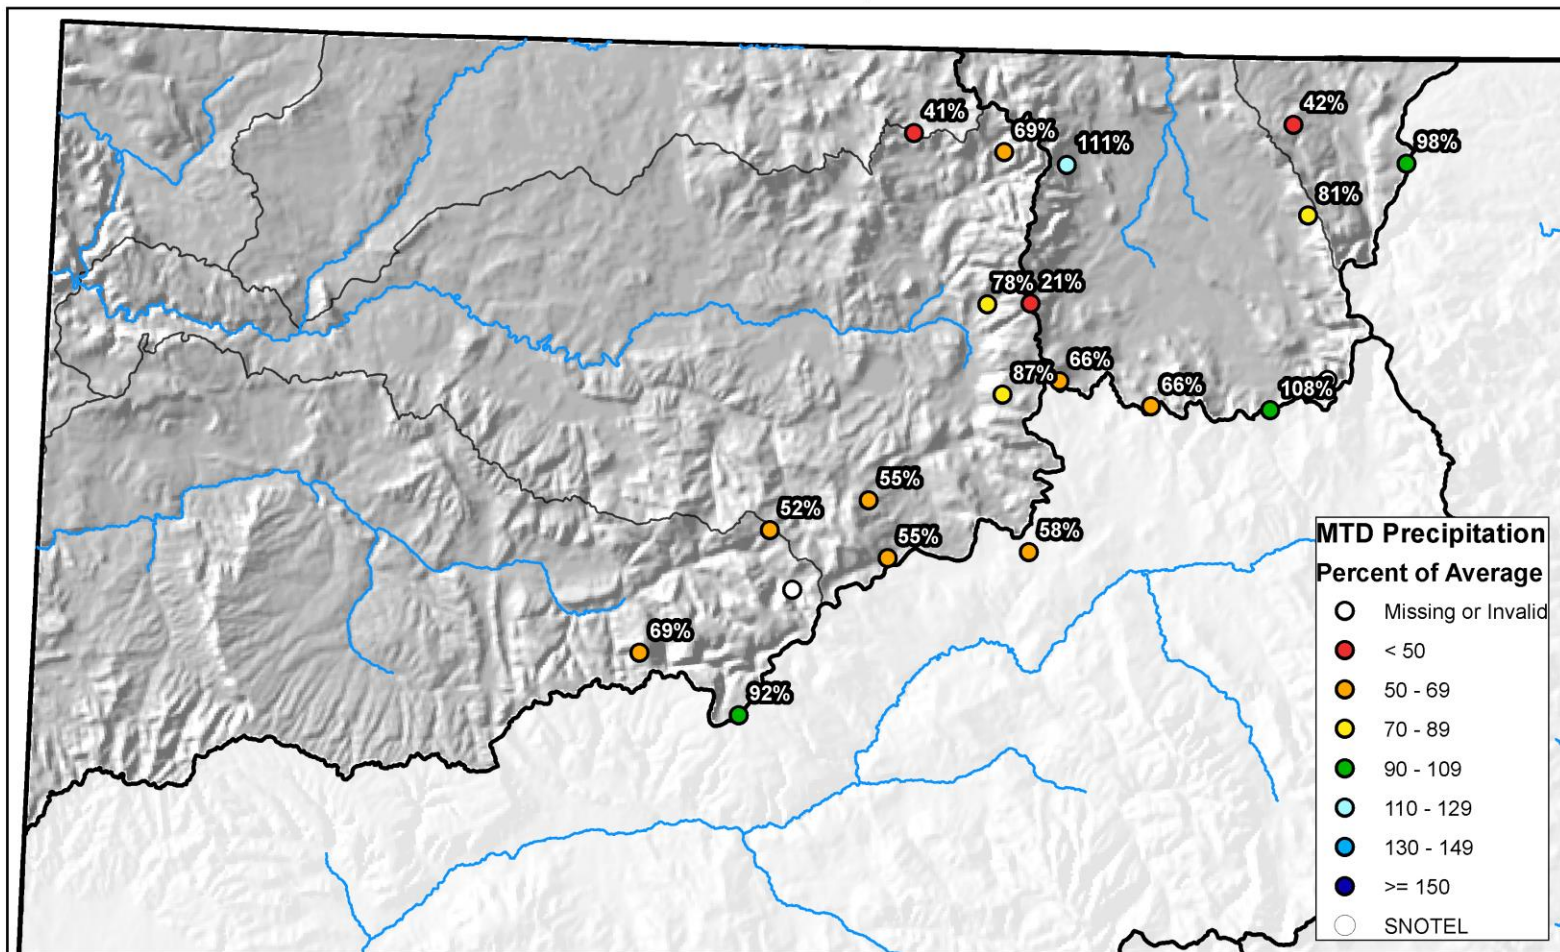 41%
42%
69%
111%
98%
81%
78%
21%
87%
66%
66%
108%
55%
52%
55%
58%
69%
92%
MTD Precipitation
Percent of Average
Missing or Invalid
< 50
50 - 69
70 - 89
90 - 109
110 - 129
130 - 149
>= 150
SNOTEL